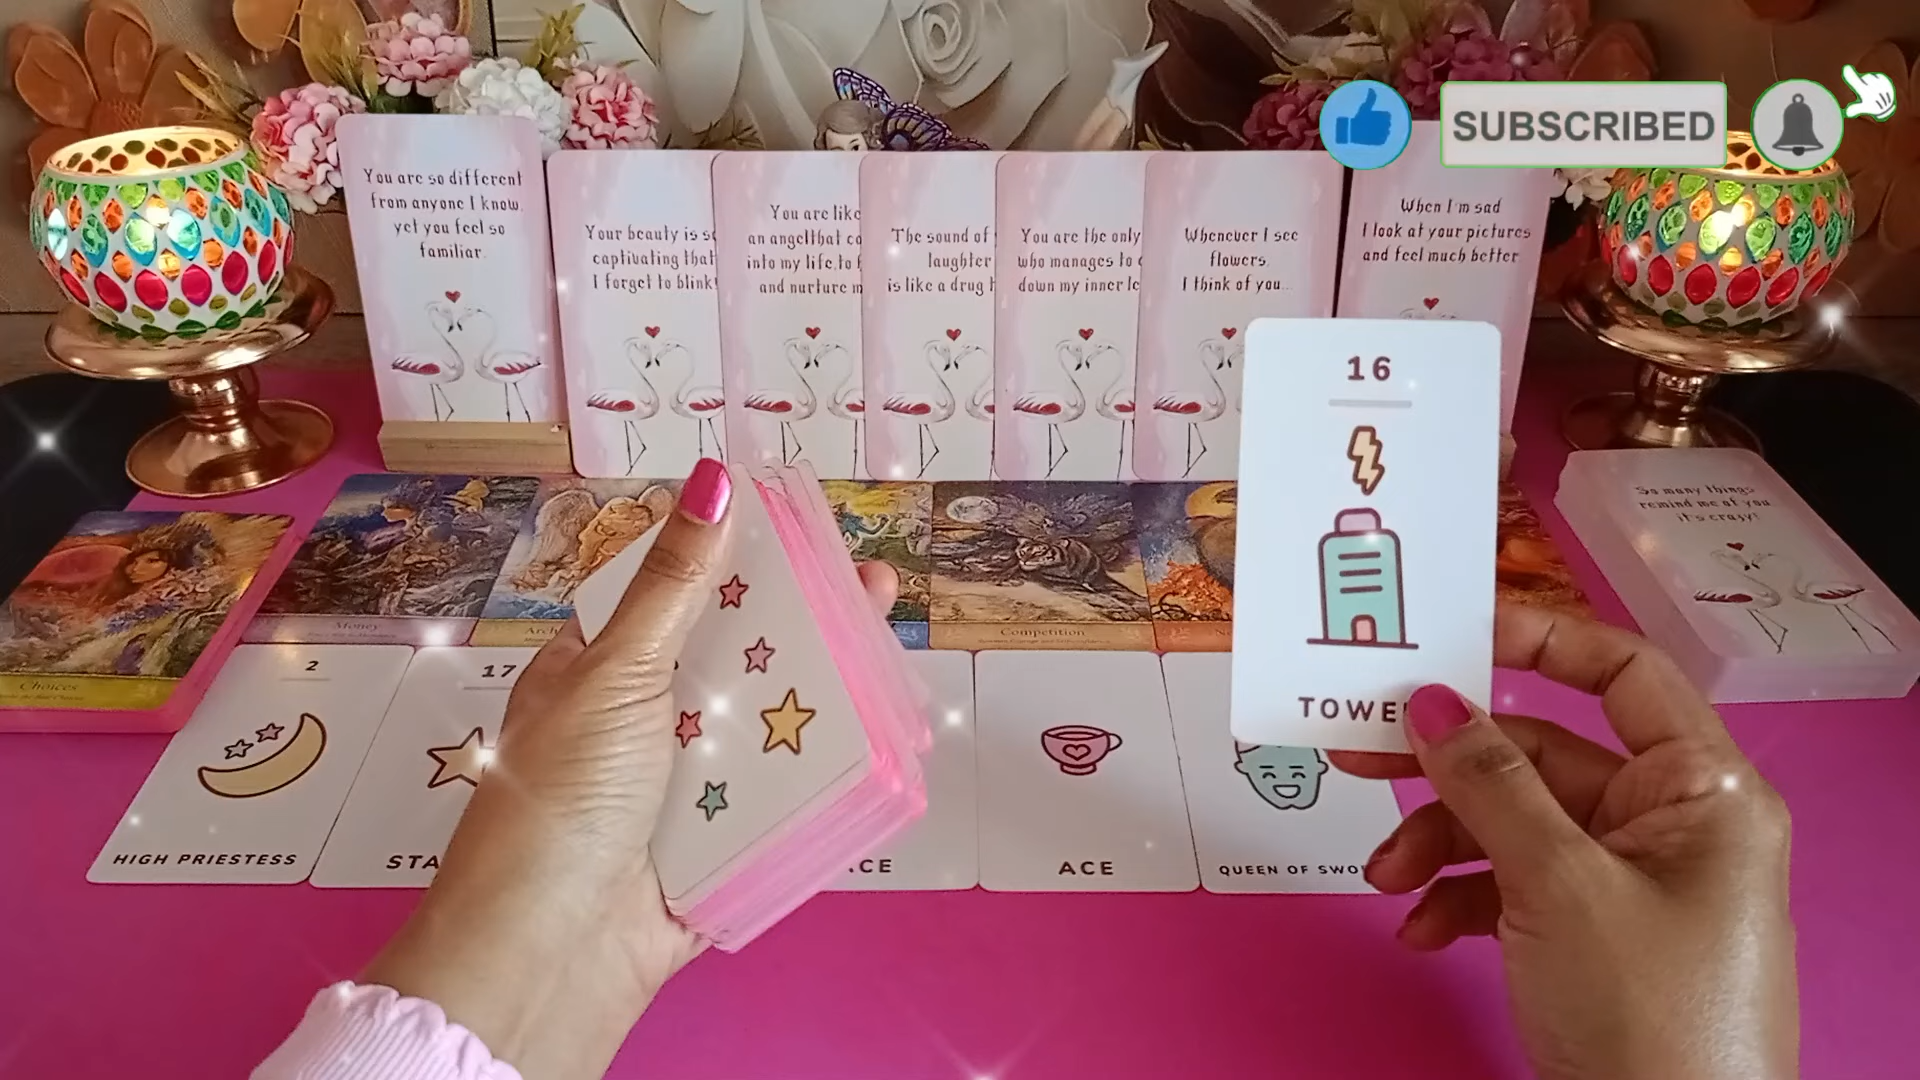 SUBSCRIBED
You are so different
from anyone I know,
yet you feel so
familiar.
Your beauty is so
captivating that
I forget to blink!
You are like
an angel that
into my life, to
and nurture
The sound of
laughter
is like a drug
You are the only
who manages to
down my inner
Whenever I see
flowers,
I think of you...
When I'm sad
I look at your pictures
and feel much better
So many things
remind me of you
it's crazy!
16
TOWE
Choices
Money
Competition
2
HIGH PRIESTESS
17
STA
CE
ACE
QUEEN OF SWO